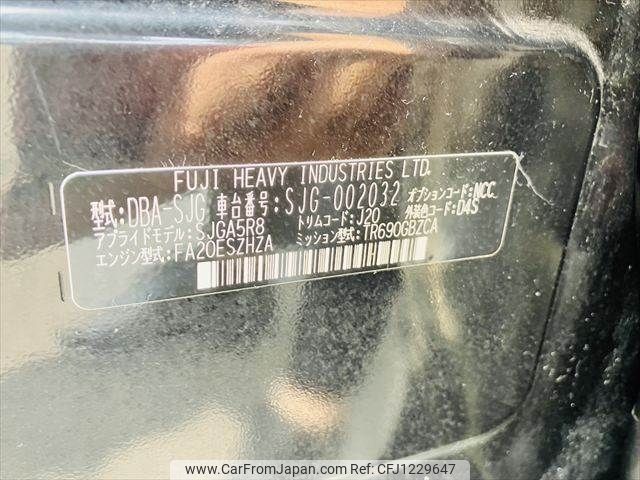 FUJI HEAVY INDUSTRIES LTD.
型式:DBA-SJG 車台番号:SJG-002032 オプションコード:NCC
アプライドモデル:SJGA5R8 トリムコード:J20 外装色コード:D4S
エンジン型式:FA20ESZHZA ミッション型式:TR690GBZCA
www.CarFromJapan.com Car ID: CFJ1229647